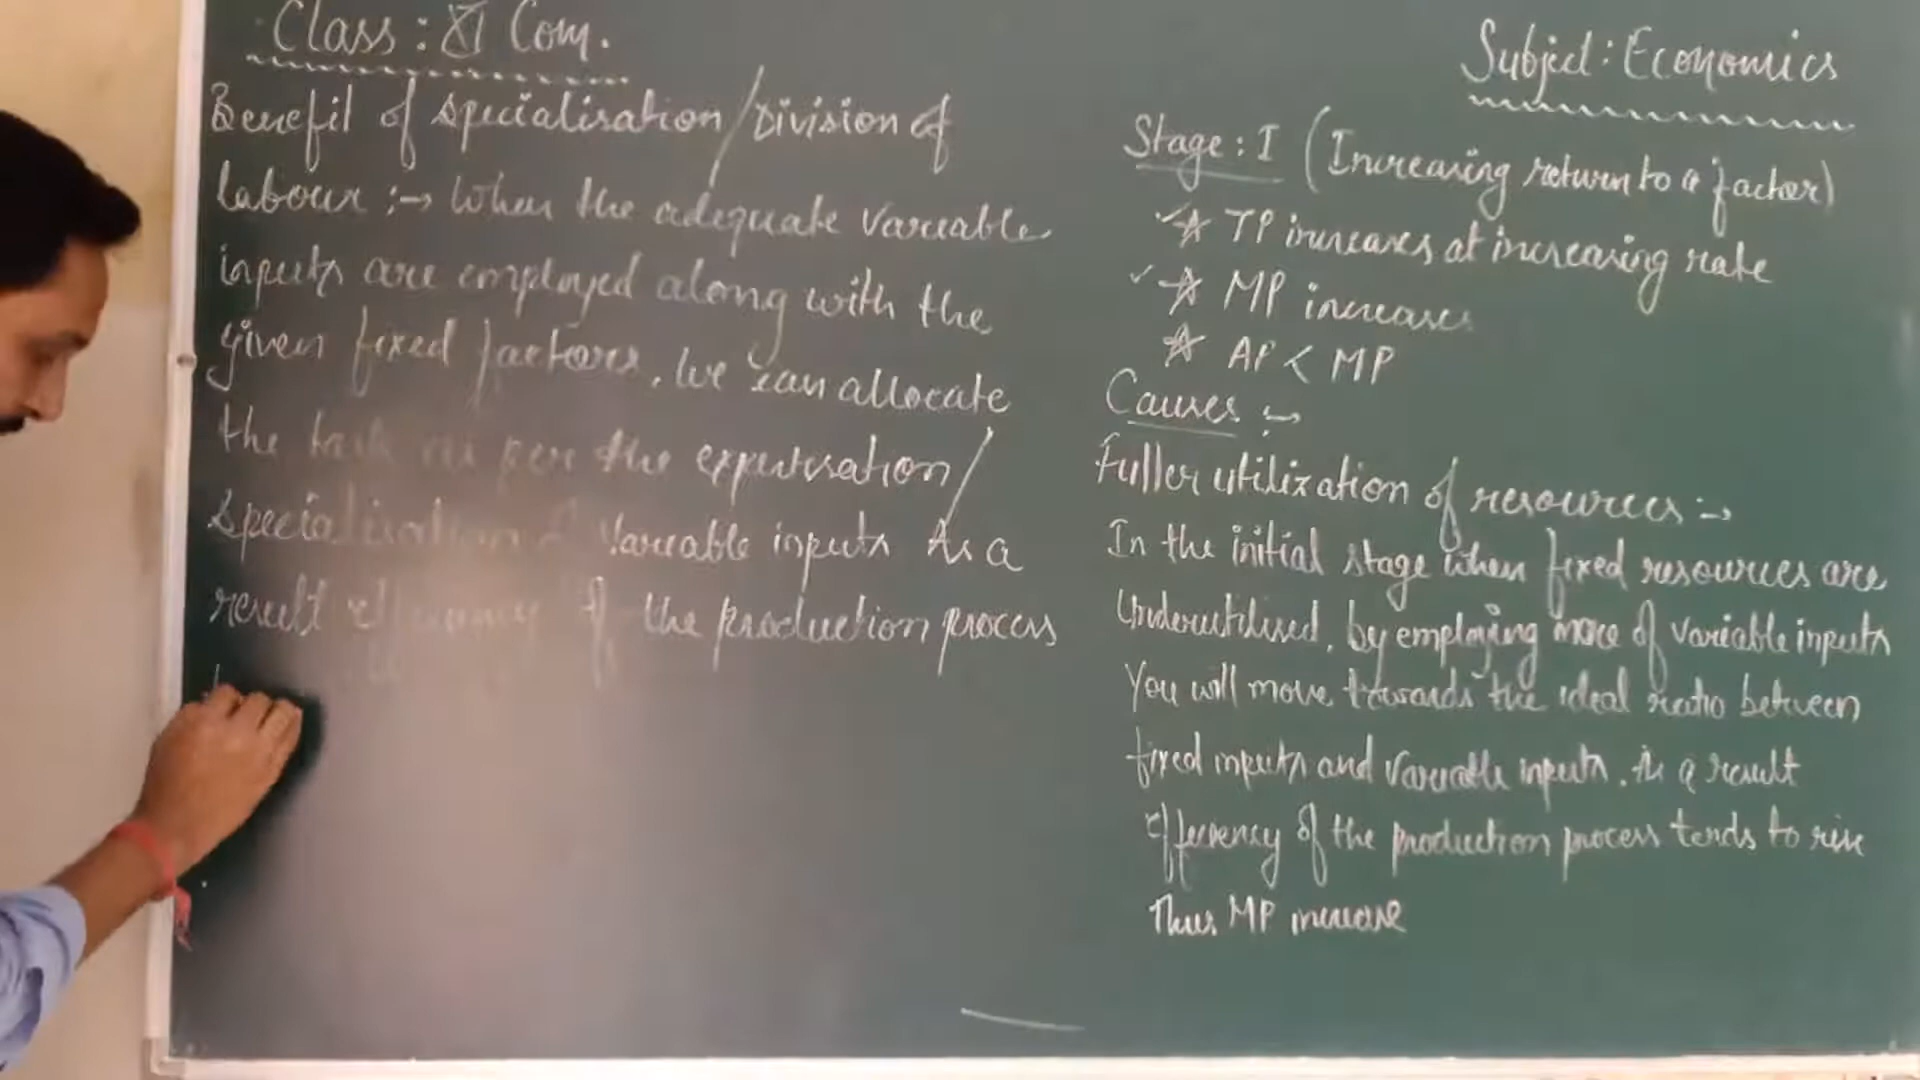 Class : XI Com.
Subject : Economics
Benefit of specialisation / Division of
labour :→ When the adequate variable
inputs are employed along with the
given fixed factors, we can allocate
the task as per the expertisation /
specialisation of variable inputs As a
result efficiency of the production process
Stage : I (Increasing return to a factor)
✓☆ TP increases at increasing rate
✓☆ MP increases
☆ AP < MP
Causes :→
Fuller utilization of resources :→
In the initial stage when fixed resources are
Underutilised, by employing more of variable inputs
You will move towards the ideal ratio between
fixed inputs and variable inputs. As a result
efficiency of the production process tends to rise
Thus MP increase